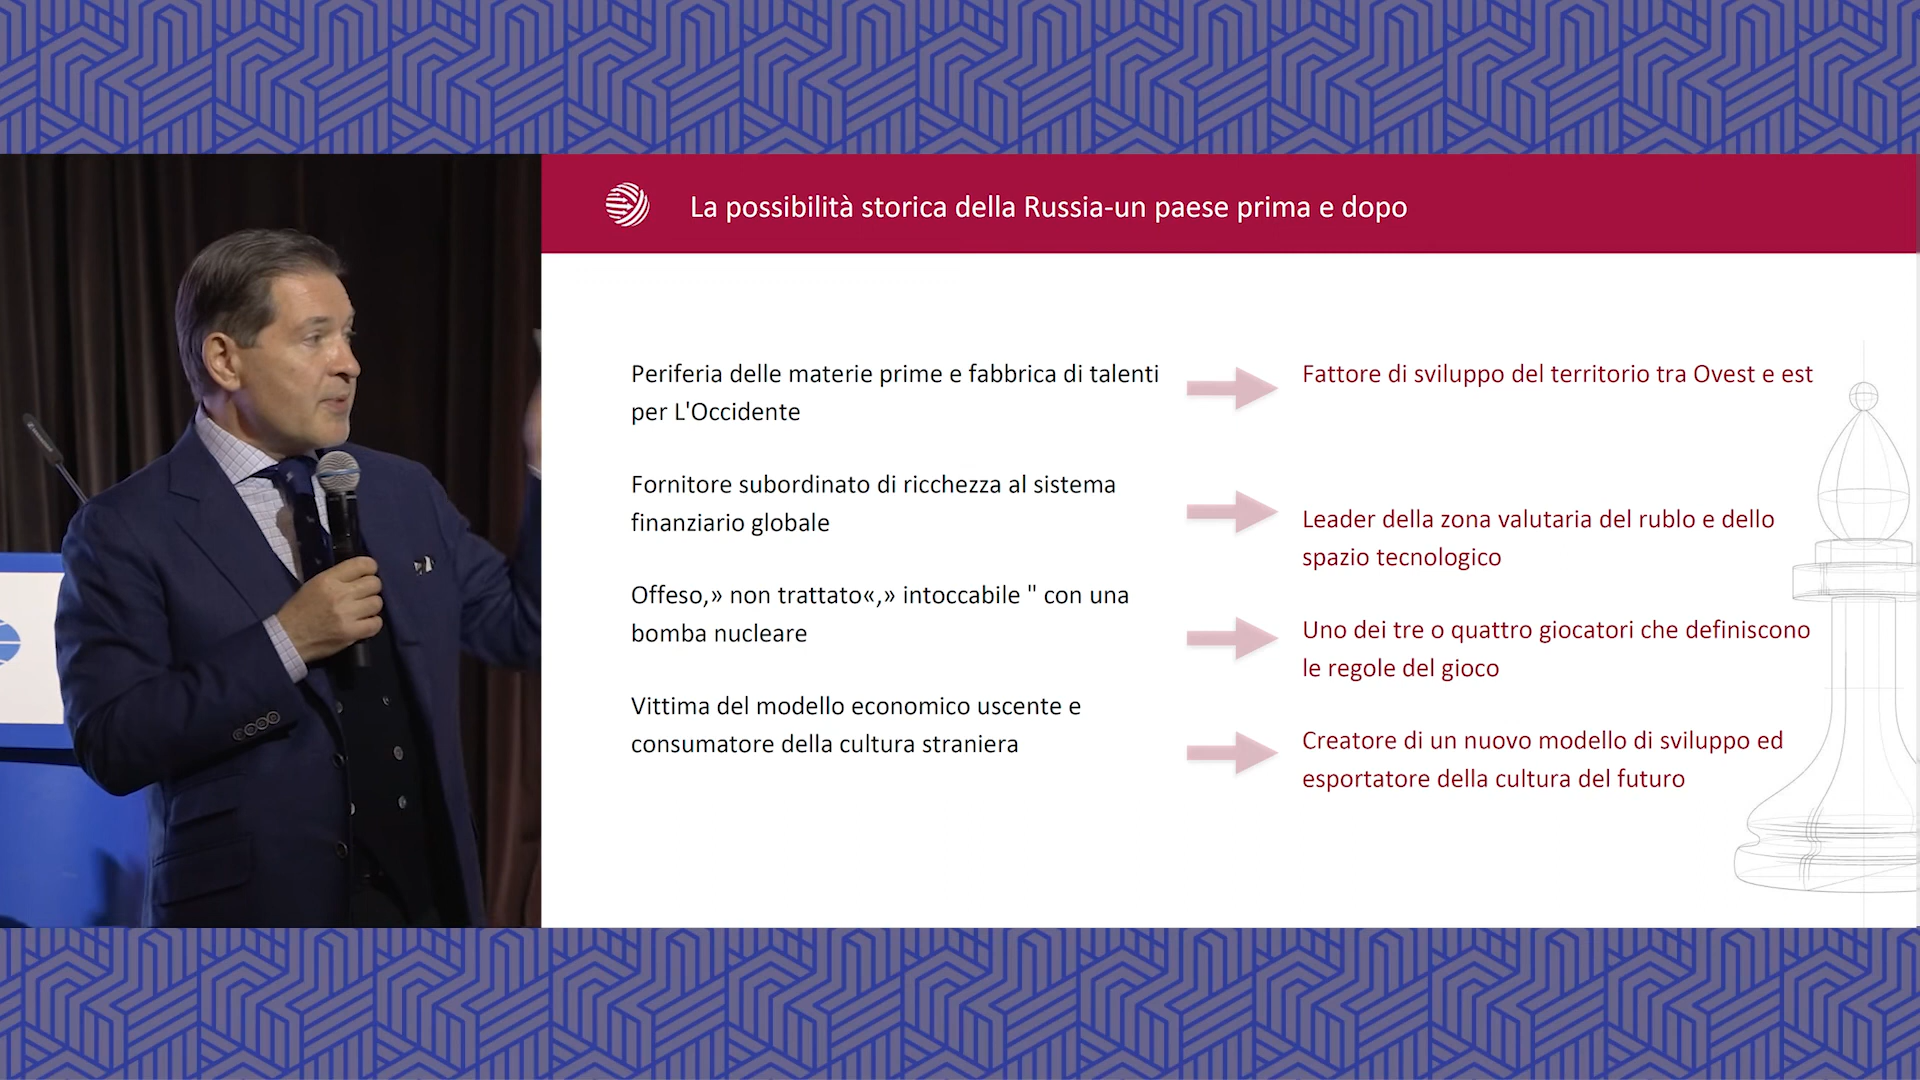 La possibilità storica della Russia-un paese prima e dopo
Periferia delle materie prime e fabbrica di talenti
per L'Occidente
Fattore di sviluppo del territorio tra Ovest e est
Fornitore subordinato di ricchezza al sistema
finanziario globale
Leader della zona valutaria del rublo e dello
spazio tecnologico
Offeso,» non trattato«,» intoccabile " con una
bomba nucleare
Uno dei tre o quattro giocatori che definiscono
le regole del gioco
Vittima del modello economico uscente e
consumatore della cultura straniera
Creatore di un nuovo modello di sviluppo ed
esportatore della cultura del futuro